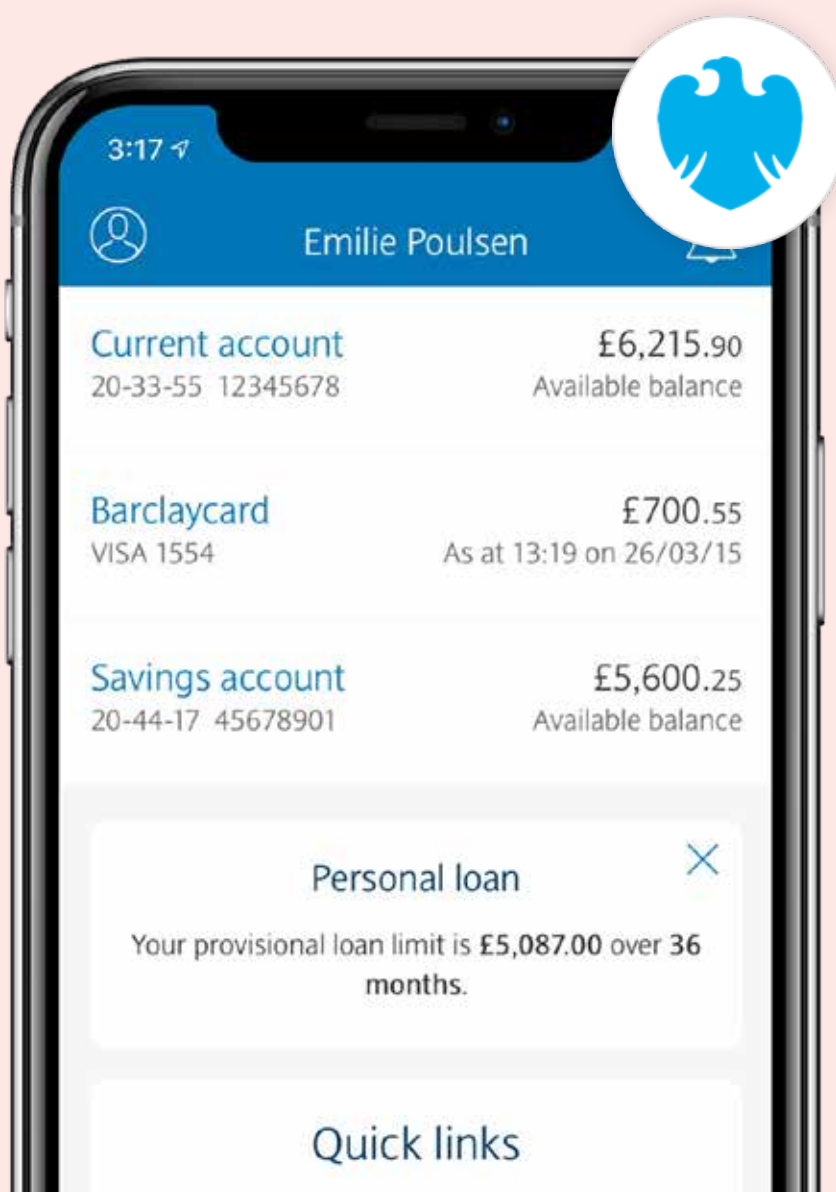 3:17
Emilie Poulsen
Current account £6,215.90
20-33-55 12345678 Available balance
Barclaycard £700.55
VISA 1554 As at 13:19 on 26/03/15
Savings account £5,600.25
20-44-17 45678901 Available balance
Personal loan
Your provisional loan limit is £5,087.00 over 36
months.
Quick links